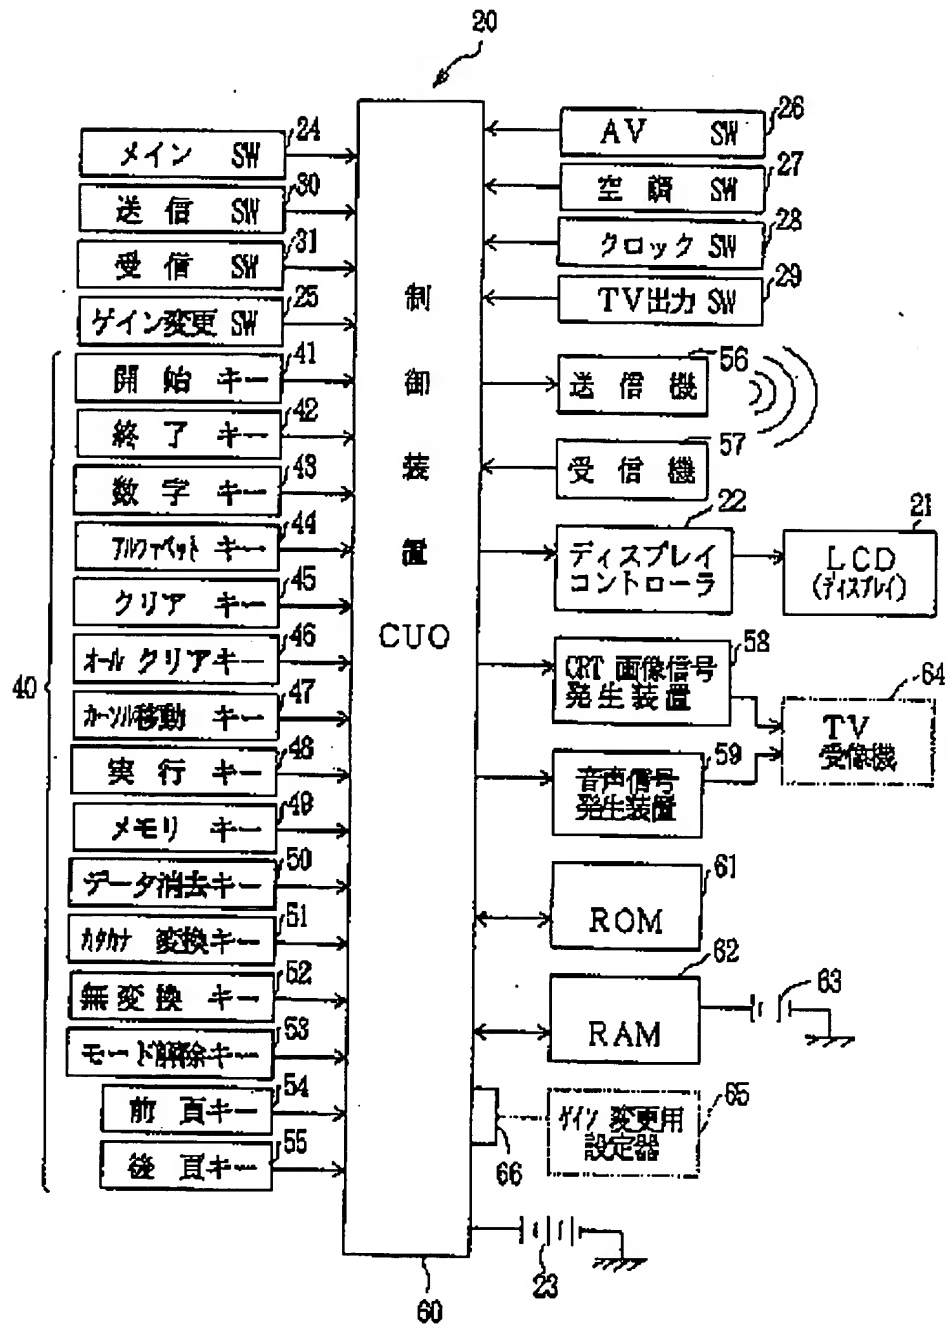 20
メイン SW
24
送信 SW
30
受信 SW
31
ゲイン変更 SW
25
開始キー
41
終了キー
42
数字キー
43
アルファベットキー
44
クリアキー
45
オールクリアキー
46
カーソル移動キー
47
実行キー
48
メモリキー
49
データ消去キー
50
カタカナ変換キー
51
無変換キー
52
モード解除キー
53
前頁キー
54
後頁キー
55
40
制御装置
CUO
60
AV SW
26
空調 SW
27
クロック SW
28
TV出力 SW
29
送信機
56
受信機
57
ディスプレイ
コントローラ
22
LCD
(ディスプレイ)
21
CRT画像信号
発生装置
58
音声信号
発生装置
59
TV
受像機
64
ROM
61
RAM
62
63
ゲイン変更用
設定器
65
66
23